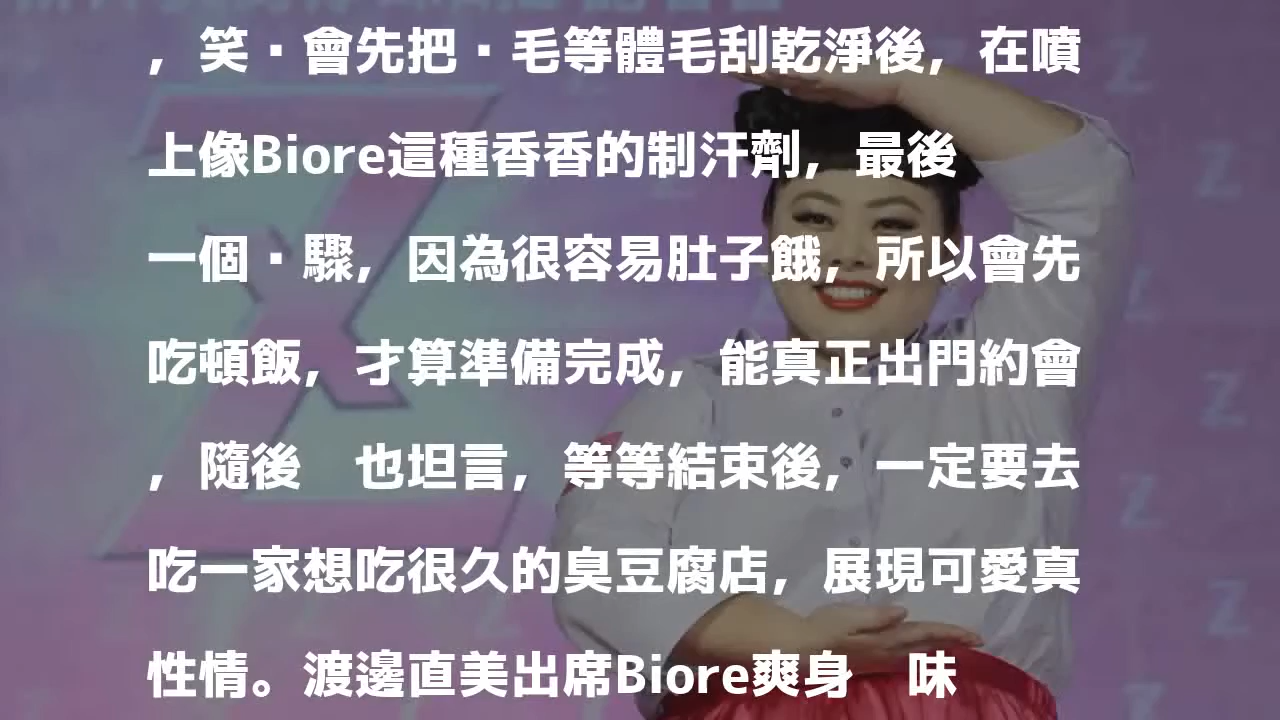 ，笑·會先把·毛等體毛刮乾淨後，在噴
上像Biore這種香香的制汗劑，最後
一個·驟，因為很容易肚子餓，所以會先
吃頓飯，才算準備完成，能真正出門約會
，隨後　也坦言，等等結束後，一定要去
吃一家想吃很久的臭豆腐店，展現可愛真
性情。渡邊直美出席Biore爽身　味